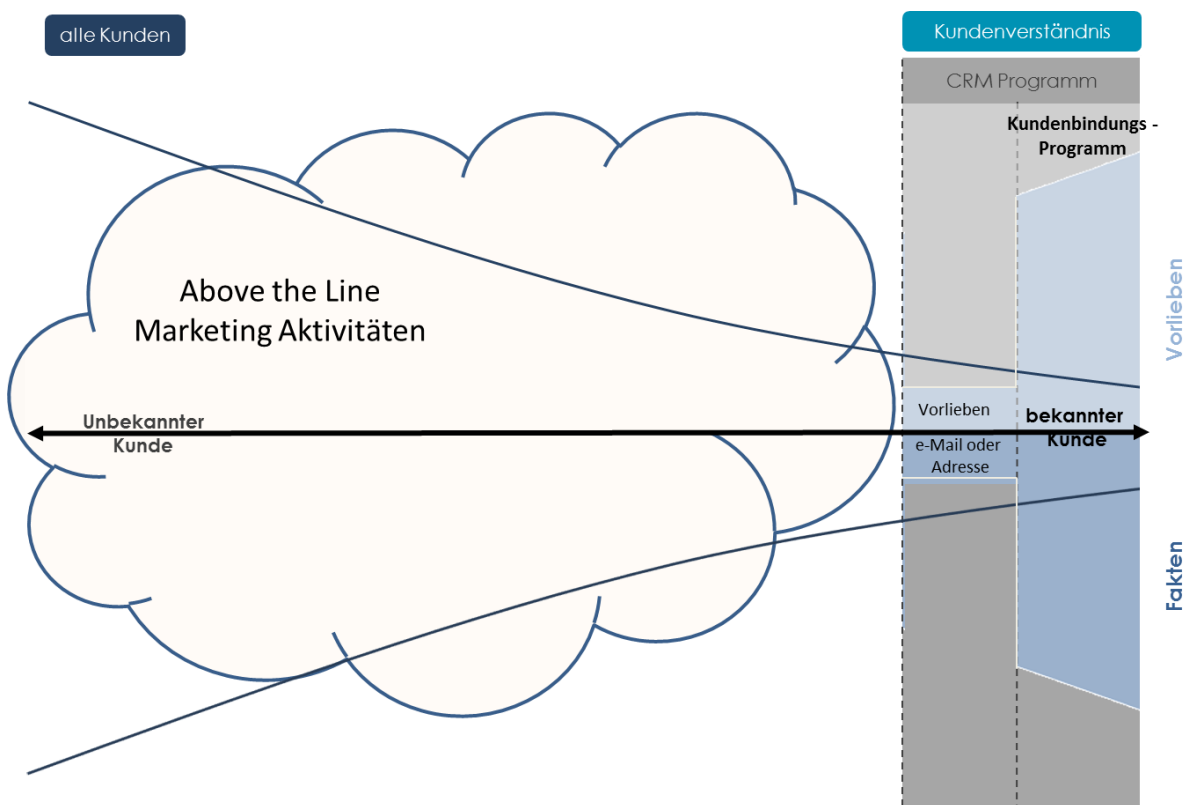 alle Kunden
Kundenverständnis
CRM Programm
Kundenbindungs -
Programm
Above the Line
Marketing Aktivitäten
Vorlieben
Unbekannter
Kunde
Vorlieben
bekannter
Kunde
e-Mail oder
Adresse
Fakten